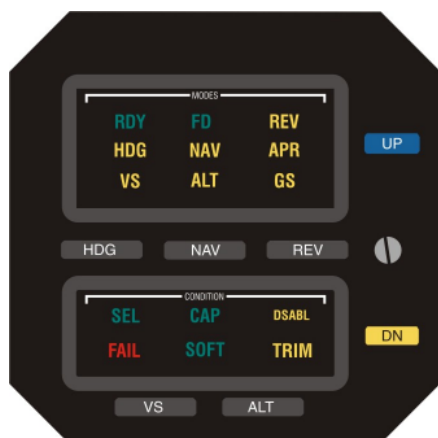 MODES
RDY FD REV
HDG NAV APR
VS ALT GS
UP
HDG NAV REV
CONDITION
SEL CAP DSABL
FAIL SOFT TRIM
DN
VS ALT